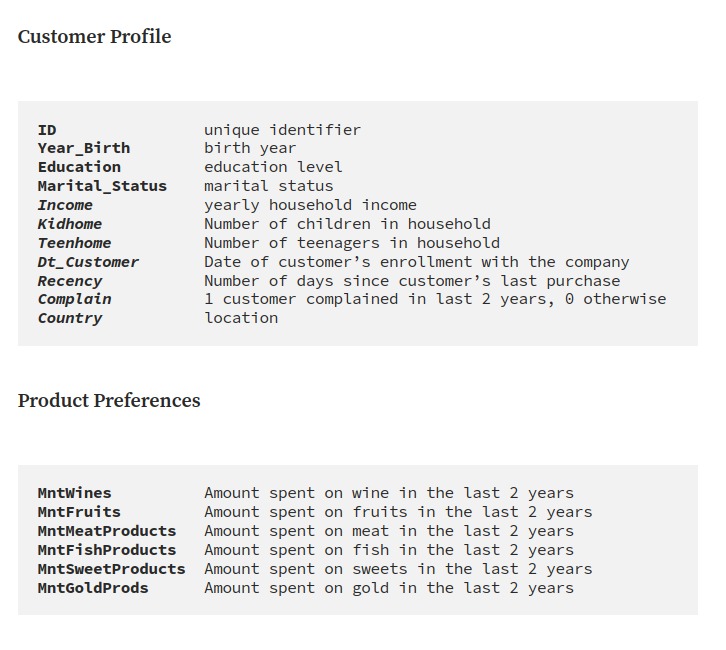 Customer Profile
ID unique identifier
Year_Birth birth year
Education education level
Marital_Status marital status
Income yearly household income
Kidhome Number of children in household
Teenhome Number of teenagers in household
Dt_Customer Date of customer’s enrollment with the company
Recency Number of days since customer’s last purchase
Complain 1 customer complained in last 2 years, 0 otherwise
Country location
Product Preferences
MntWines Amount spent on wine in the last 2 years
MntFruits Amount spent on fruits in the last 2 years
MntMeatProducts Amount spent on meat in the last 2 years
MntFishProducts Amount spent on fish in the last 2 years
MntSweetProducts Amount spent on sweets in the last 2 years
MntGoldProds Amount spent on gold in the last 2 years